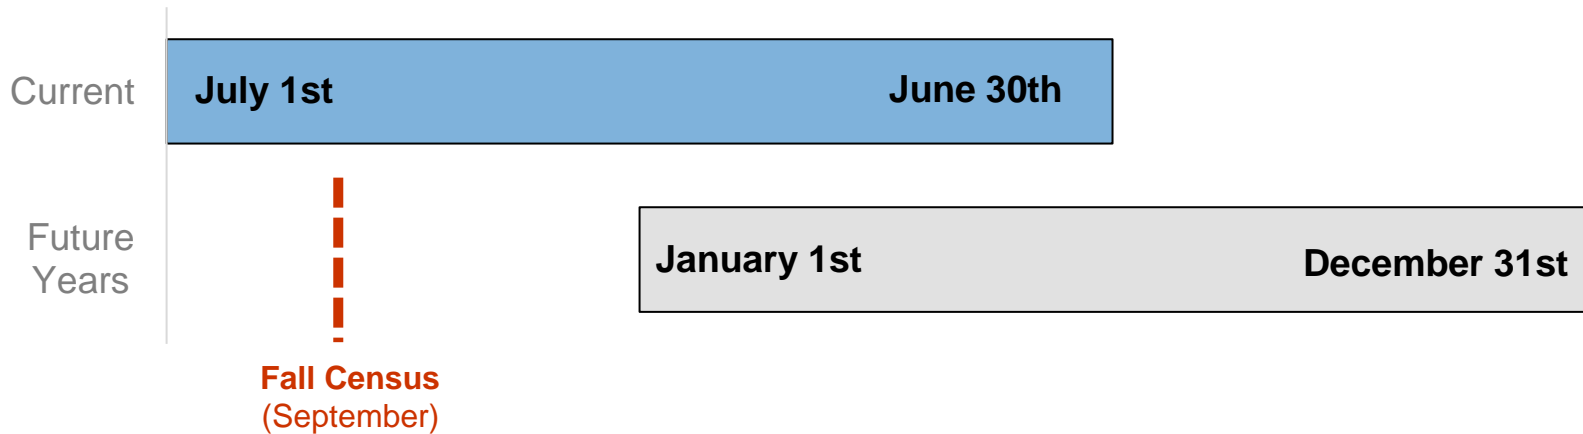 Current
July 1st
June 30th
Future
Years
January 1st
December 31st
Fall Census
(September)